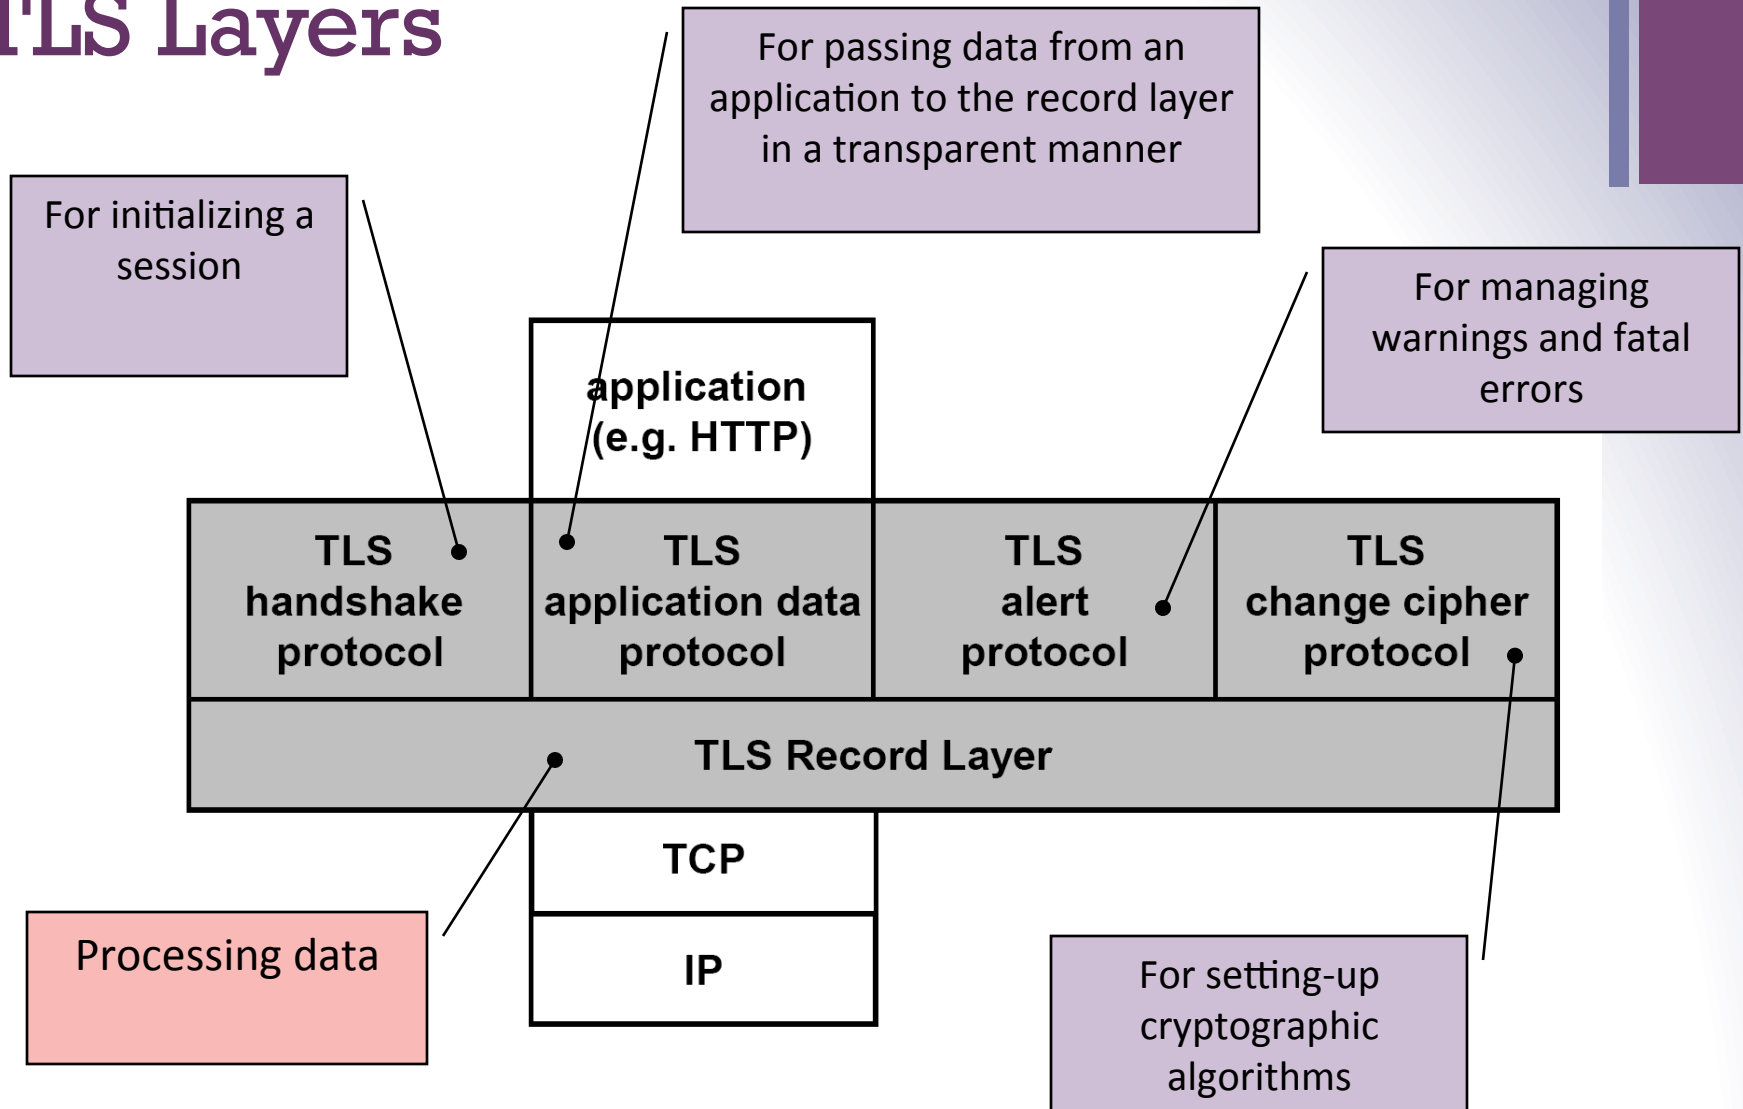 TLS Layers
For passing data from an
application to the record layer
in a transparent manner
For initializing a
session
For managing
warnings and fatal
errors
application
(e.g. HTTP)
TLS
handshake
protocol
TLS
application data
protocol
TLS
alert
protocol
TLS
change cipher
protocol
TLS Record Layer
TCP
IP
Processing data
For setting-up
cryptographic
algorithms